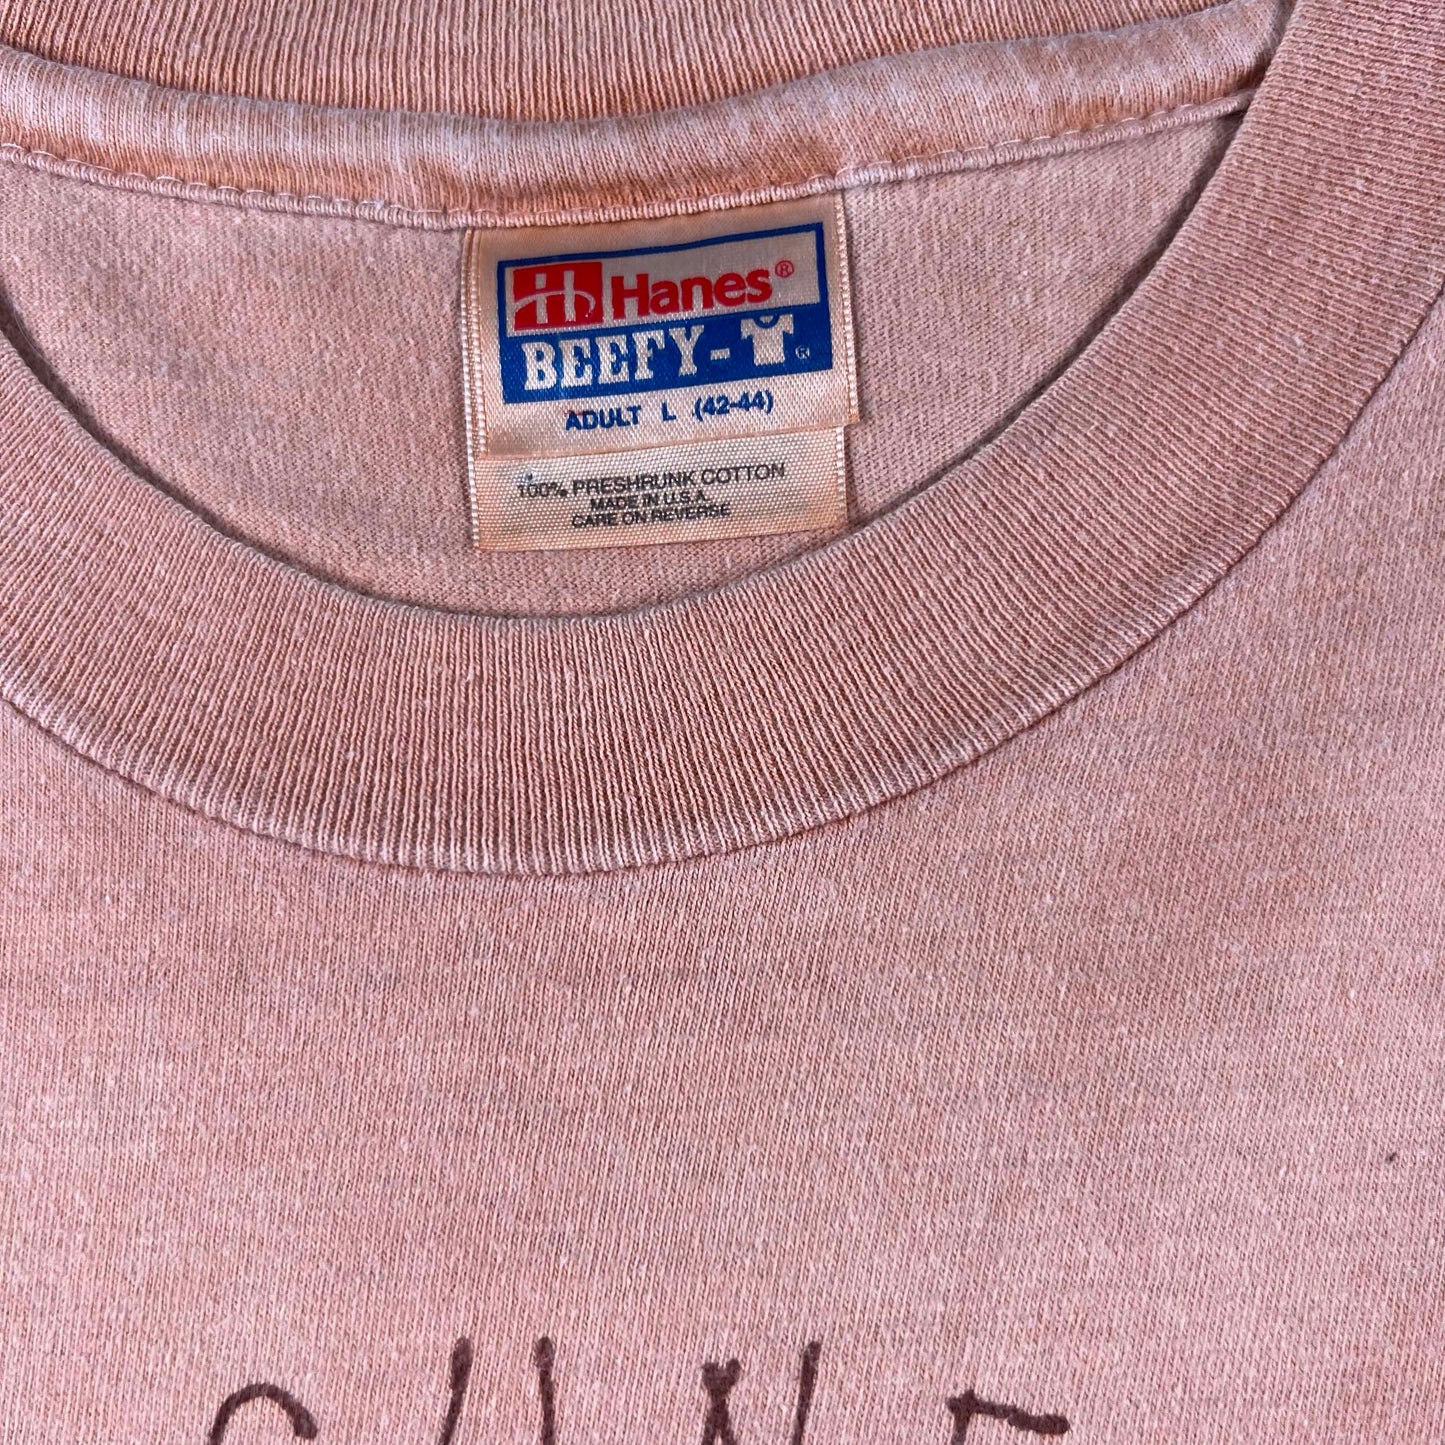 Hanes®
BEEFY-T®
ADULT L (42-44)
100% PRESHRUNK COTTON
MADE IN U.S.A.
CARE ON REVERSE